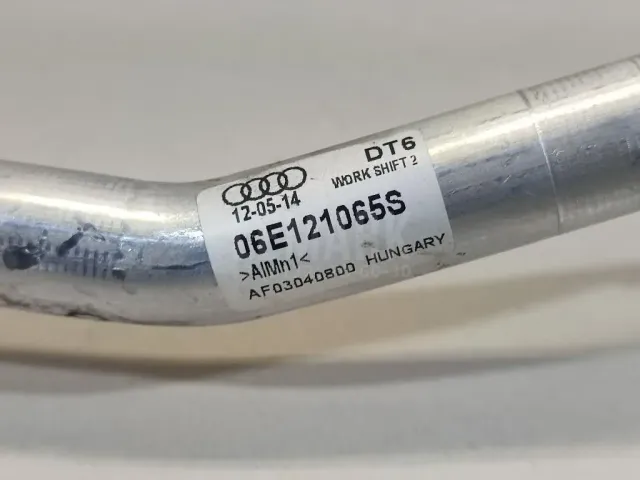 DT6
WORK SHIFT 2
12-05-14
06E121065S
>AlMn1<
AF03040800 HUNGARY